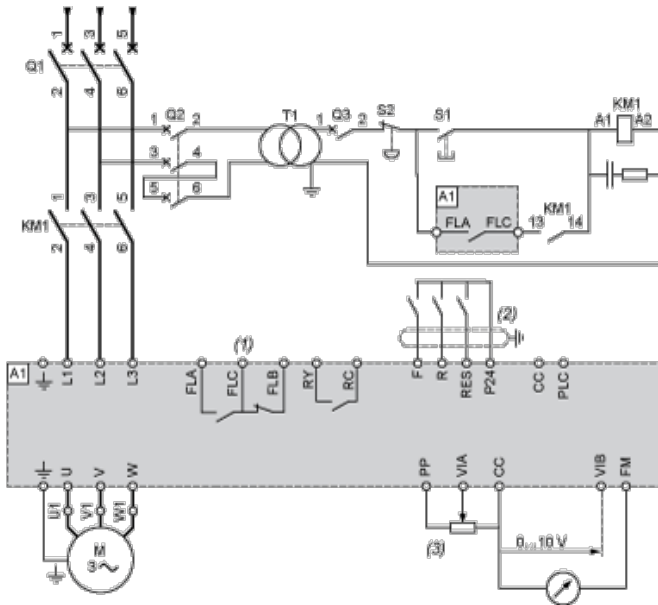 1 3 5
Q1
2 4 6
1 Q2 2 T1 1 Q3 2 S2 S1 KM1
A1 A2
3 4
5 6
A1
FLA FLC 13 KM1 14
1 3 5
KM1
2 4 6
(1) (2)
A1
L1 L2 L3 FLA FLC FLB RY RC F R RES P24 CC PLC
U V W PP VIA CC VIB FM
U1 V1 W1
M
3
(3)
10 V